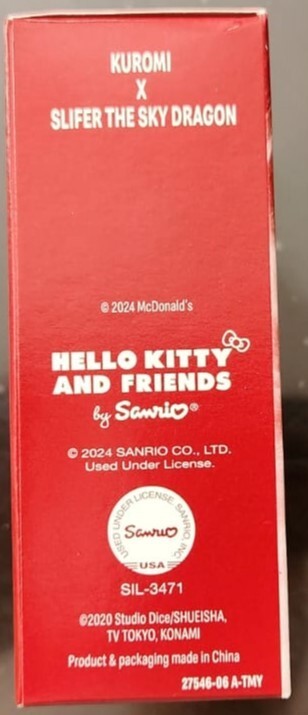 KUROMI
X
SLIFER THE SKY DRAGON
© 2024 McDonald's
HELLO KITTY
AND FRIENDS
by Sanrio®
© 2024 SANRIO CO., LTD.
Used Under License.
USED UNDER LICENSE. SANRIO, INC.
Sanrio
USA
SIL-3471
©2020 Studio Dice/SHUEISHA,
TV TOKYO, KONAMI
Product & packaging made in China
27546-06 A-TMY